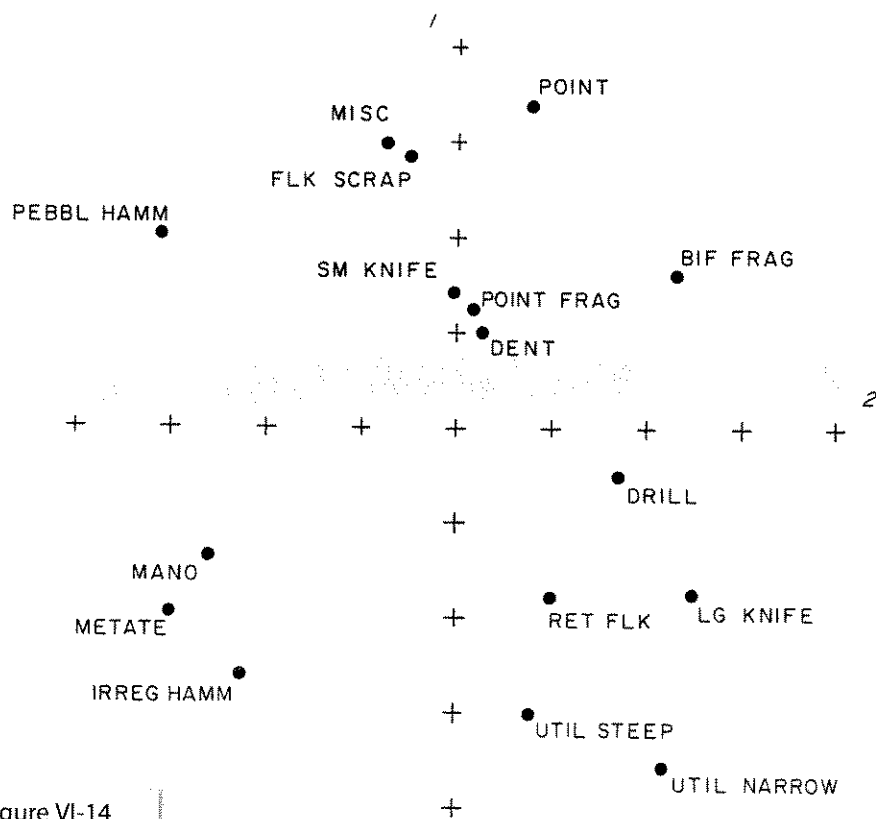 1
POINT
MISC
FLK SCRAP
PEBBL HAMM
BIF FRAG
SM KNIFE
POINT FRAG
DENT
2
DRILL
MANO
RET FLK
LG KNIFE
METATE
IRREG HAMM
UTIL STEEP
UTIL NARROW
gure VI-14